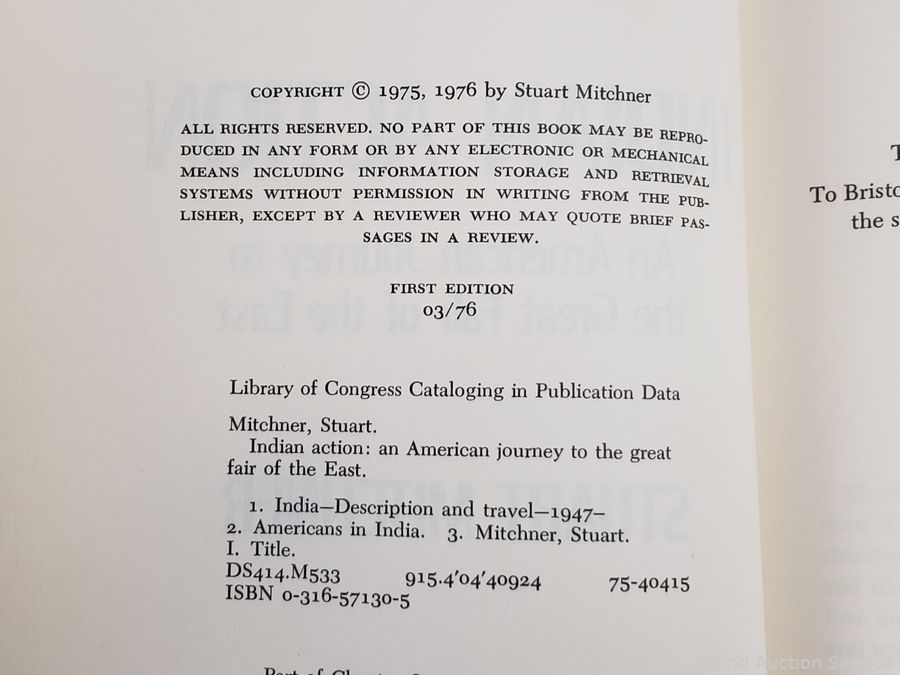 COPYRIGHT © 1975, 1976 by Stuart Mitchner
ALL RIGHTS RESERVED. NO PART OF THIS BOOK MAY BE REPRO-
DUCED IN ANY FORM OR BY ANY ELECTRONIC OR MECHANICAL
MEANS INCLUDING INFORMATION STORAGE AND RETRIEVAL
SYSTEMS WITHOUT PERMISSION IN WRITING FROM THE PUB-
LISHER, EXCEPT BY A REVIEWER WHO MAY QUOTE BRIEF PAS-
SAGES IN A REVIEW.
FIRST EDITION
03/76
Library of Congress Cataloging in Publication Data
Mitchner, Stuart.
Indian action: an American journey to the great
fair of the East.
1. India—Description and travel—1947–
2. Americans in India. 3. Mitchner, Stuart.
I. Title.
DS414.M533 915.4'04'40924 75-40415
ISBN 0-316-57130-5
Part of
To
the
Sound Auction Service